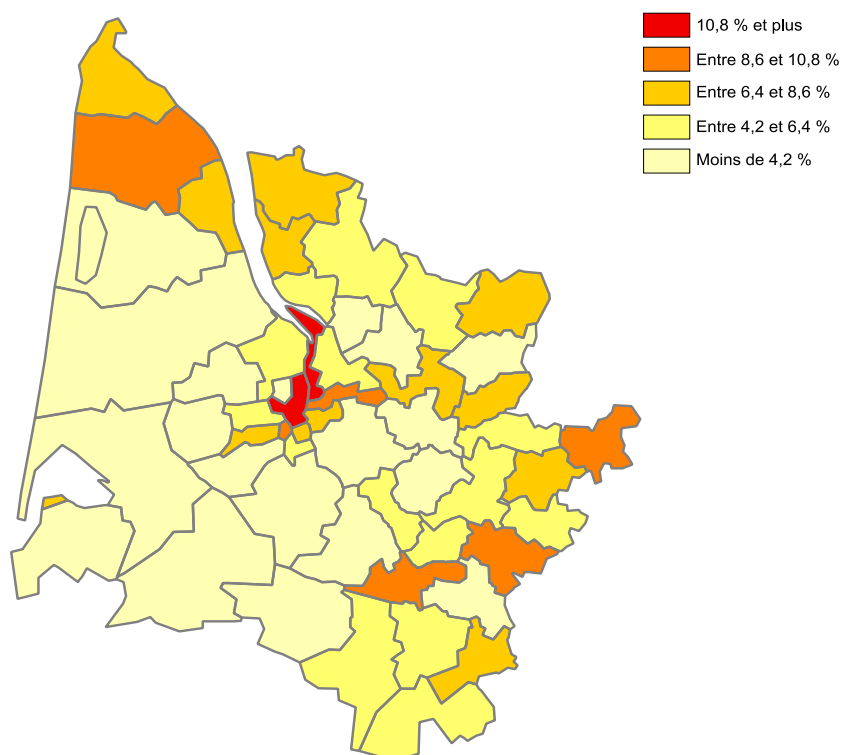 10,8 % et plus
Entre 8,6 et 10,8 %
Entre 6,4 et 8,6 %
Entre 4,2 et 6,4 %
Moins de 4,2 %